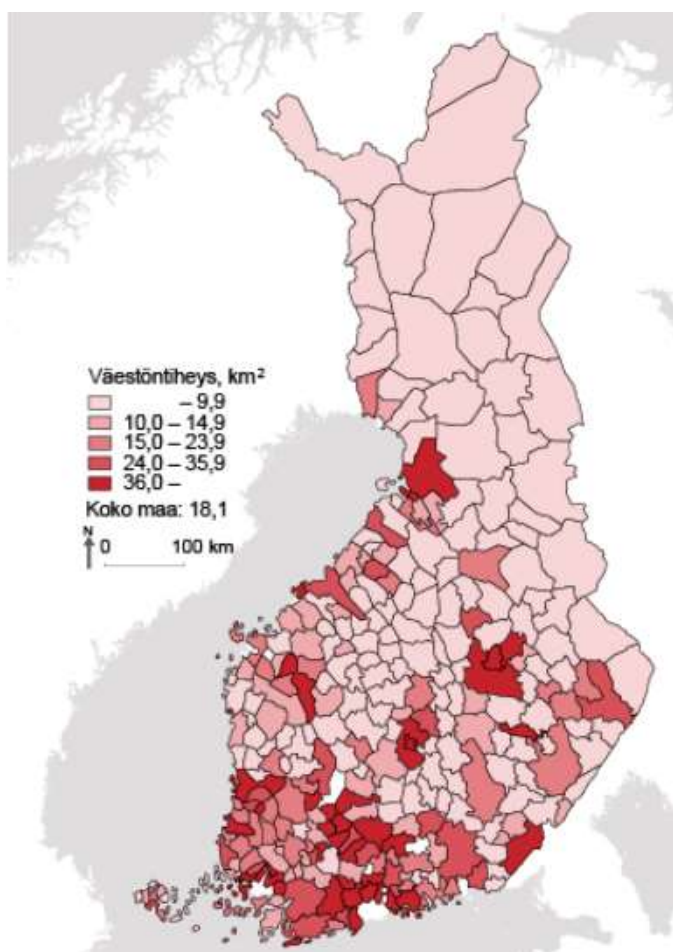 Väestöntiheys, km²
– 9,9
10,0 – 14,9
15,0 – 23,9
24,0 – 35,9
36,0 –
Koko maa: 18,1
N
0 100 km